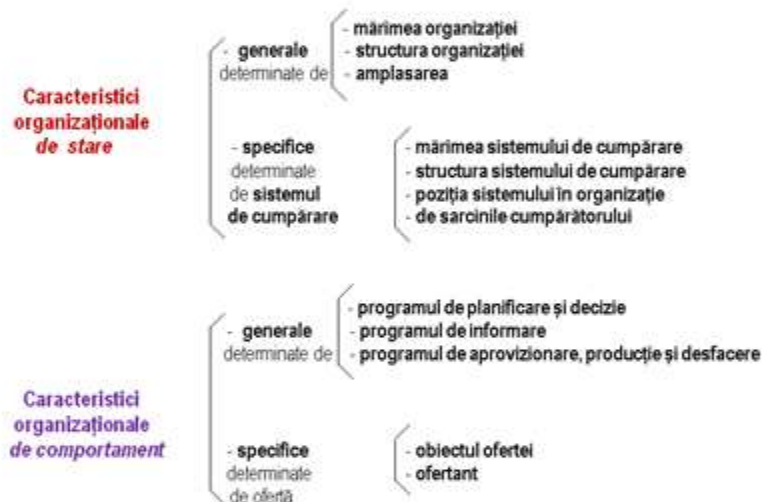 Caracteristici
organizaționale
de stare
- generale
determinate de
- mărimea organizației
- structura organizației
- amplasarea
- specifice
determinate
de sistemul
de cumpărare
- mărimea sistemului de cumpărare
- structura sistemului de cumpărare
- poziția sistemului în organizație
- de sarcinile cumpărătorului
Caracteristici
organizaționale
de comportament
- generale
determinate de
- programul de planificare și decizie
- programul de informare
- programul de aprovizionare, producție și desfacere
- specifice
determinate
de ofertă
- obiectul ofertei
- ofertant